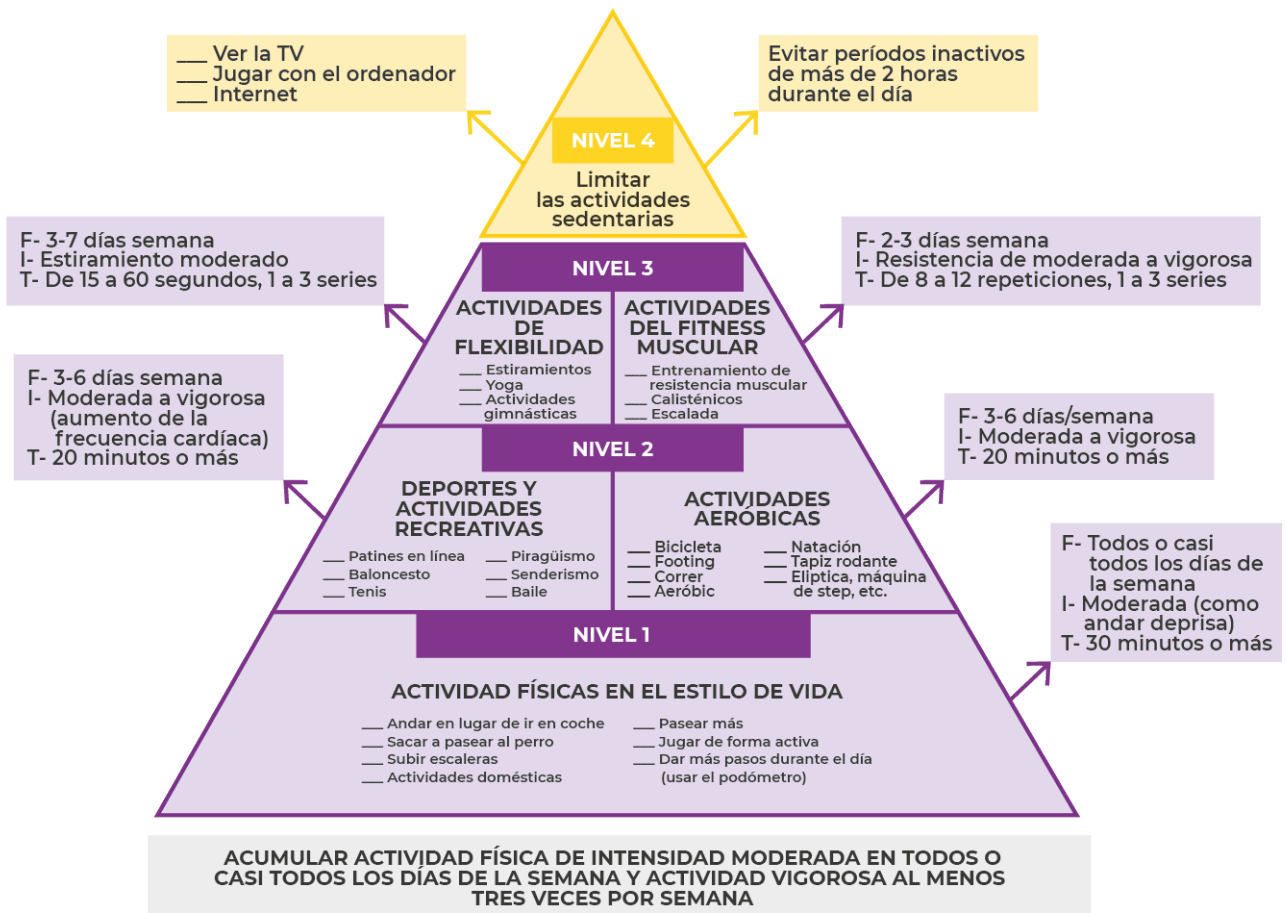 ___ Ver la TV
___ Jugar con el ordenador
___ Internet
Evitar períodos inactivos
de más de 2 horas
durante el día
NIVEL 4
Limitar
las actividades
sedentarias
F- 3-7 días semana
I- Estiramiento moderado
T- De 15 a 60 segundos, 1 a 3 series
F- 2-3 días semana
I- Resistencia de moderada a vigorosa
T- De 8 a 12 repeticiones, 1 a 3 series
NIVEL 3
ACTIVIDADES
DE
FLEXIBILIDAD
___ Estiramientos
___ Yoga
___ Actividades
gimnásticas
ACTIVIDADES
DEL FITNESS
MUSCULAR
___ Entrenamiento de
resistencia muscular
___ Calisténicos
___ Escalada
F- 3-6 días semana
I- Moderada a vigorosa
(aumento de la
frecuencia cardíaca)
T- 20 minutos o más
F- 3-6 días/semana
I- Moderada a vigorosa
T- 20 minutos o más
NIVEL 2
DEPORTES Y
ACTIVIDADES
RECREATIVAS
___ Patines en línea
___ Baloncesto
___ Tenis
___ Piragüismo
___ Senderismo
___ Baile
ACTIVIDADES
AERÓBICAS
___ Bicicleta
___ Footing
___ Correr
___ Aeróbic
___ Natación
___ Tapiz rodante
___ Eliptica, máquina
de step, etc.
F- Todos o casi
todos los días de
la semana
I- Moderada (como
andar deprisa)
T- 30 minutos o más
NIVEL 1
ACTIVIDAD FÍSICAS EN EL ESTILO DE VIDA
___ Andar en lugar de ir en coche
___ Sacar a pasear al perro
___ Subir escaleras
___ Actividades domésticas
___ Pasear más
___ Jugar de forma activa
___ Dar más pasos durante el día
(usar el podómetro)
ACUMULAR ACTIVIDAD FÍSICA DE INTENSIDAD MODERADA EN TODOS O
CASI TODOS LOS DÍAS DE LA SEMANA Y ACTIVIDAD VIGOROSA AL MENOS
TRES VECES POR SEMANA